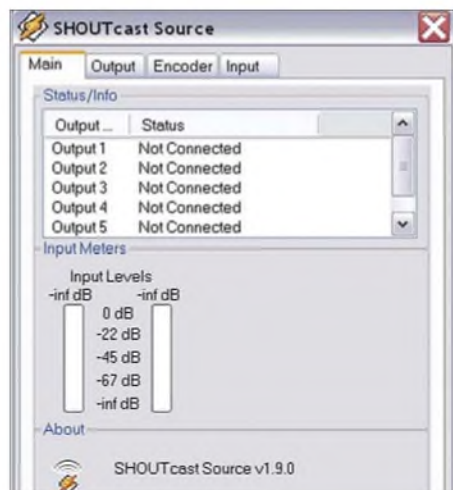 SHOUTcast Source
Main Output Encoder Input
Status/Info
Output ... Status
Output 1 Not Connected
Output 2 Not Connected
Output 3 Not Connected
Output 4 Not Connected
Output 5 Not Connected
Input Meters
Input Levels
-inf dB -inf dB
0 dB
-22 dB
-45 dB
-67 dB
-inf dB
About
SHOUTcast Source v1.9.0